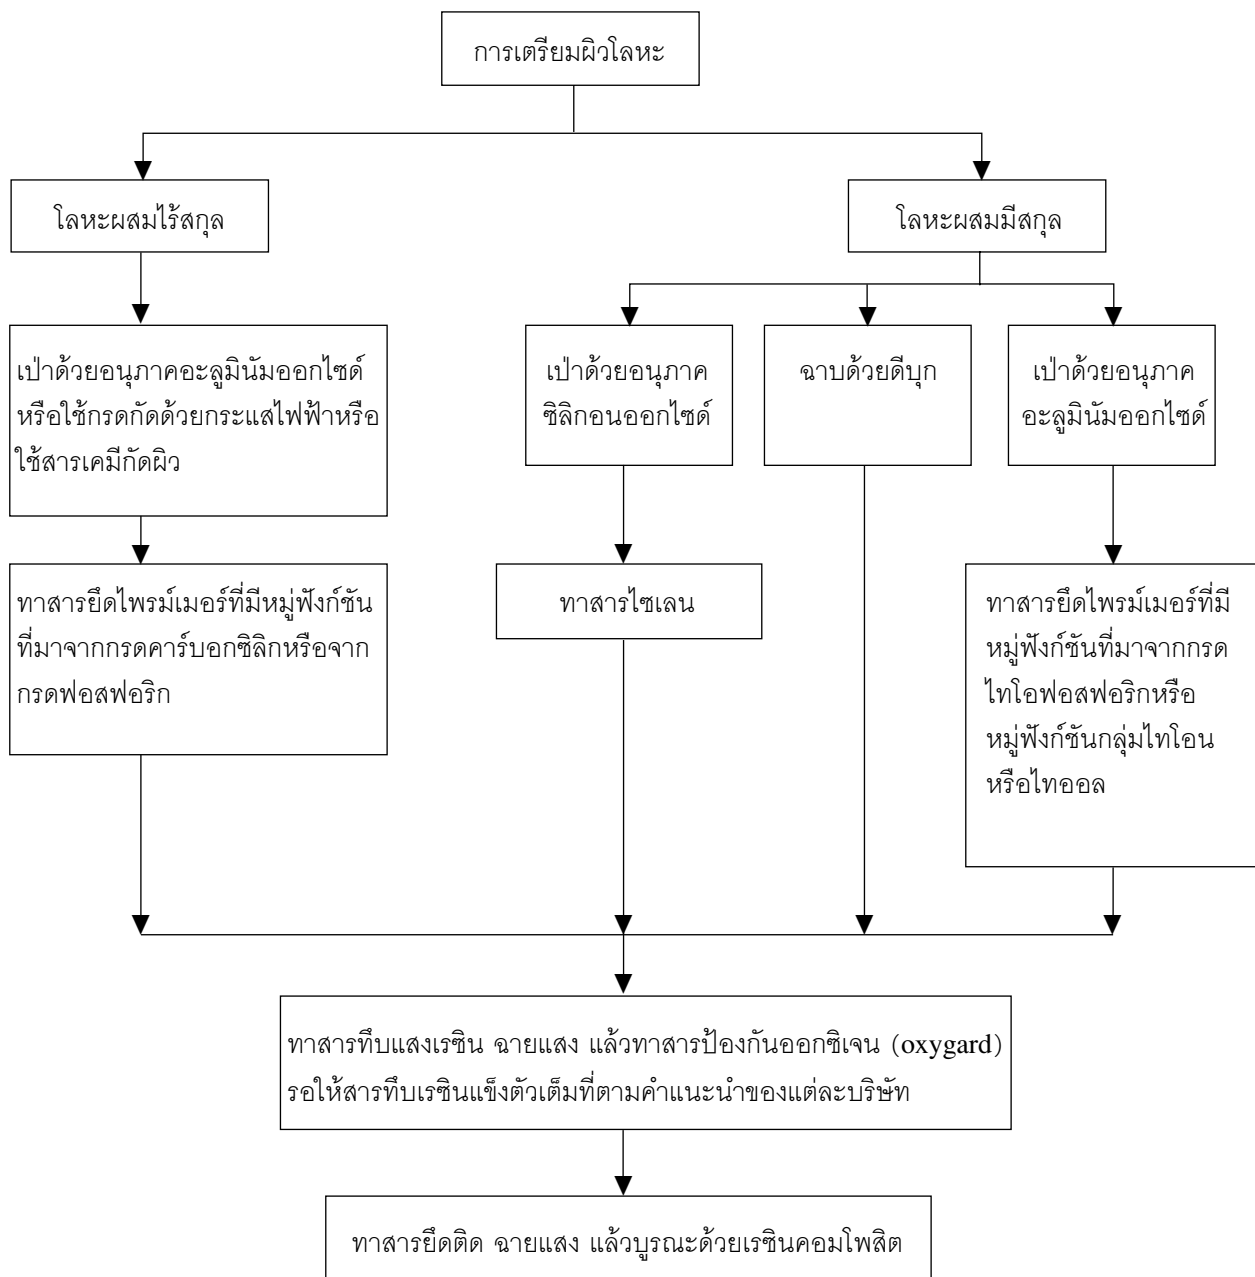 การเตรียมผิวโลหะ
โลหะผสมไร้สกุล
โลหะผสมมีสกุล
เป่าด้วยอนุภาคอะลูมินัมออกไซด์
หรือใช้กรดกัดด้วยกระแสไฟฟ้าหรือ
ใช้สารเคมีกัดผิว
เป่าด้วยอนุภาค
ซิลิกอนออกไซด์
ฉาบด้วยดีบุก
เป่าด้วยอนุภาค
อะลูมินัมออกไซด์
ทาสารยึดไพรม์เมอร์ที่มีหมู่ฟังก์ชัน
ที่มาจากกรดคาร์บอกซิลิกหรือจาก
กรดฟอสฟอริก
ทาสารไซเลน
ทาสารยึดไพรม์เมอร์ที่มี
หมู่ฟังก์ชันที่มาจากกรด
ไทโอฟอสฟอริกหรือ
หมู่ฟังก์ชันกลุ่มไทโอน
หรือไทออล
ทาสารทึบแสงเรซิน ฉายแสง แล้วทาสารป้องกันออกซิเจน (oxygard)
รอให้สารทึบเรซินแข็งตัวเต็มที่ตามคำแนะนำของแต่ละบริษัท
ทาสารยึดติด ฉายแสง แล้วบูรณะด้วยเรซินคอมโพสิต